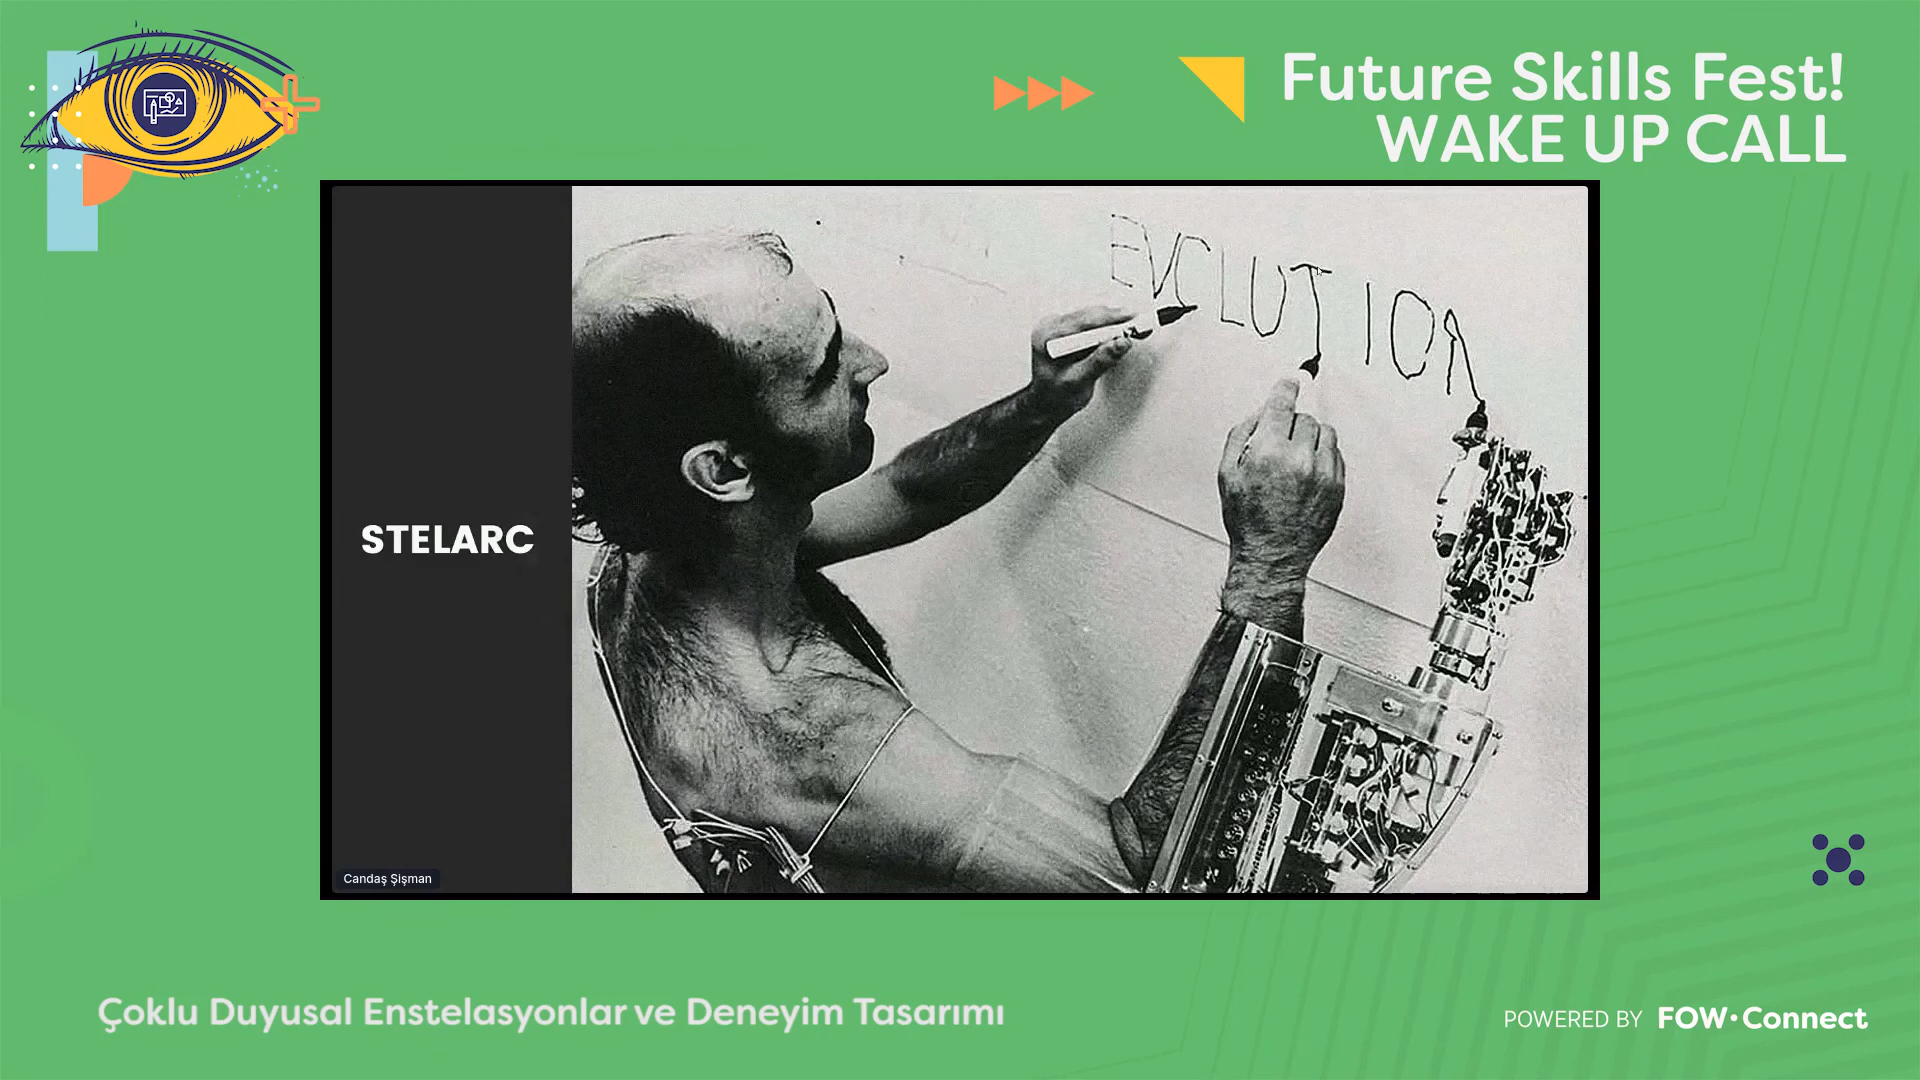 Future Skills Fest!
WAKE UP CALL
EVOLUTION
STELARC
Candaş Şişman
Çoklu Duyusal Enstelasyonlar ve Deneyim Tasarımı
POWERED BY FOW·Connect